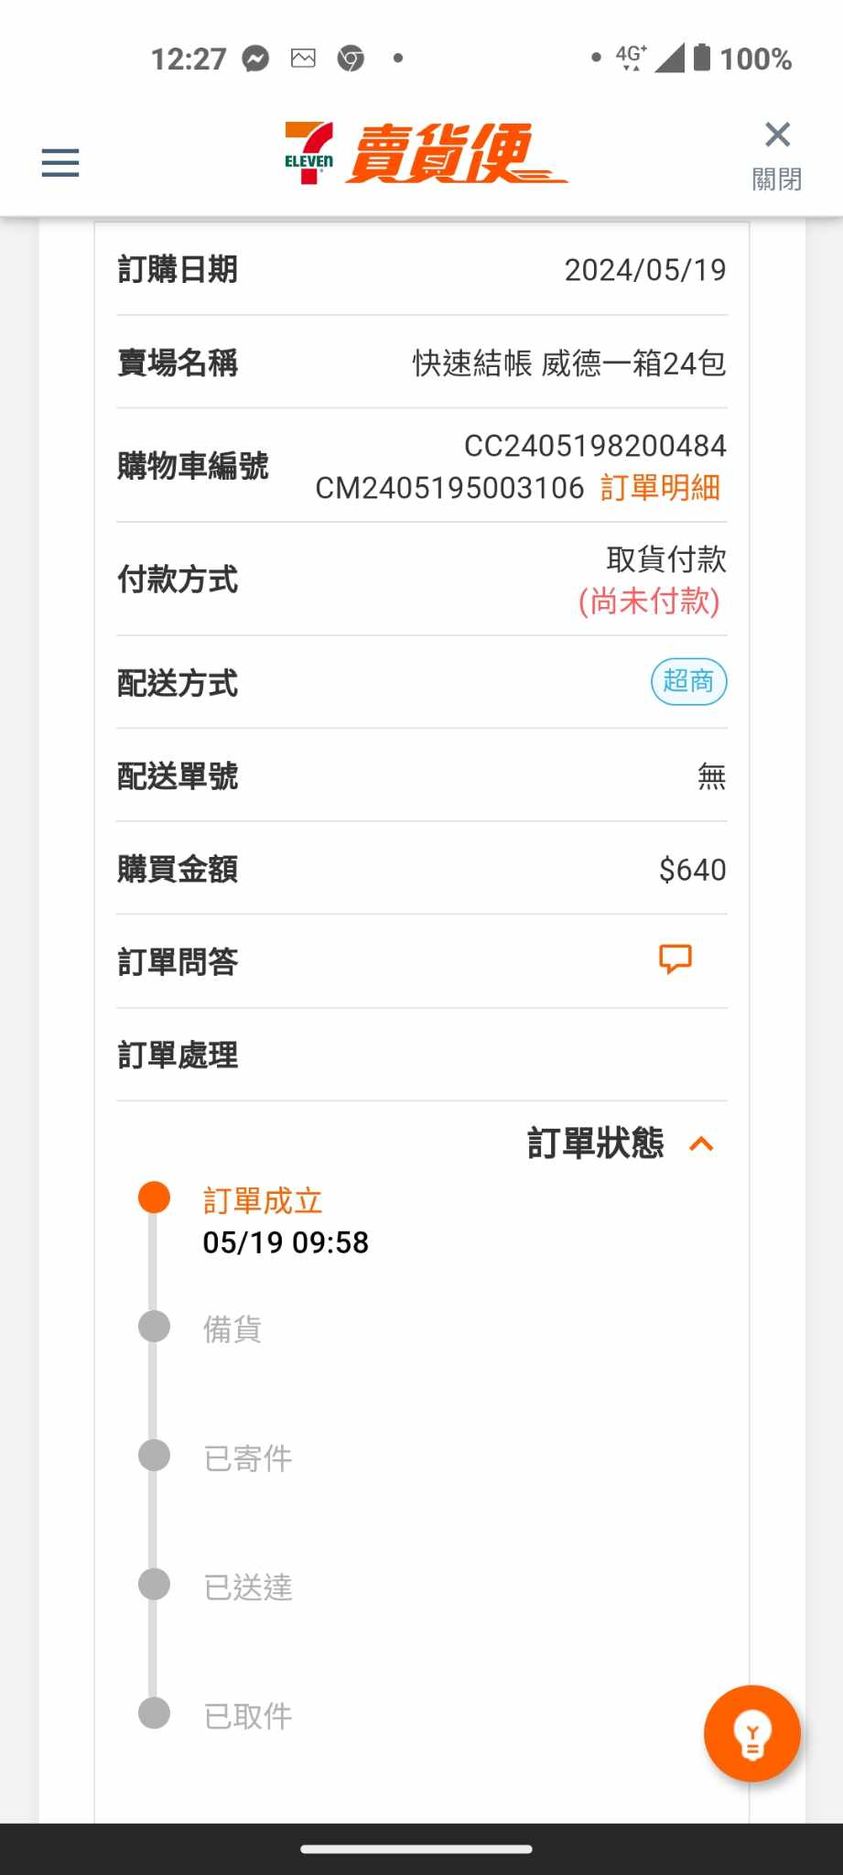 12:27
4G+ 100%
ELEVEN 賣貨便
關閉
訂購日期 2024/05/19
賣場名稱 快速結帳 威德一箱24包
購物車編號 CC2405198200484
CM2405195003106 訂單明細
付款方式 取貨付款
(尚未付款)
配送方式 超商
配送單號 無
購買金額 $640
訂單問答
訂單處理
訂單狀態
訂單成立
05/19 09:58
備貨
已寄件
已送達
已取件